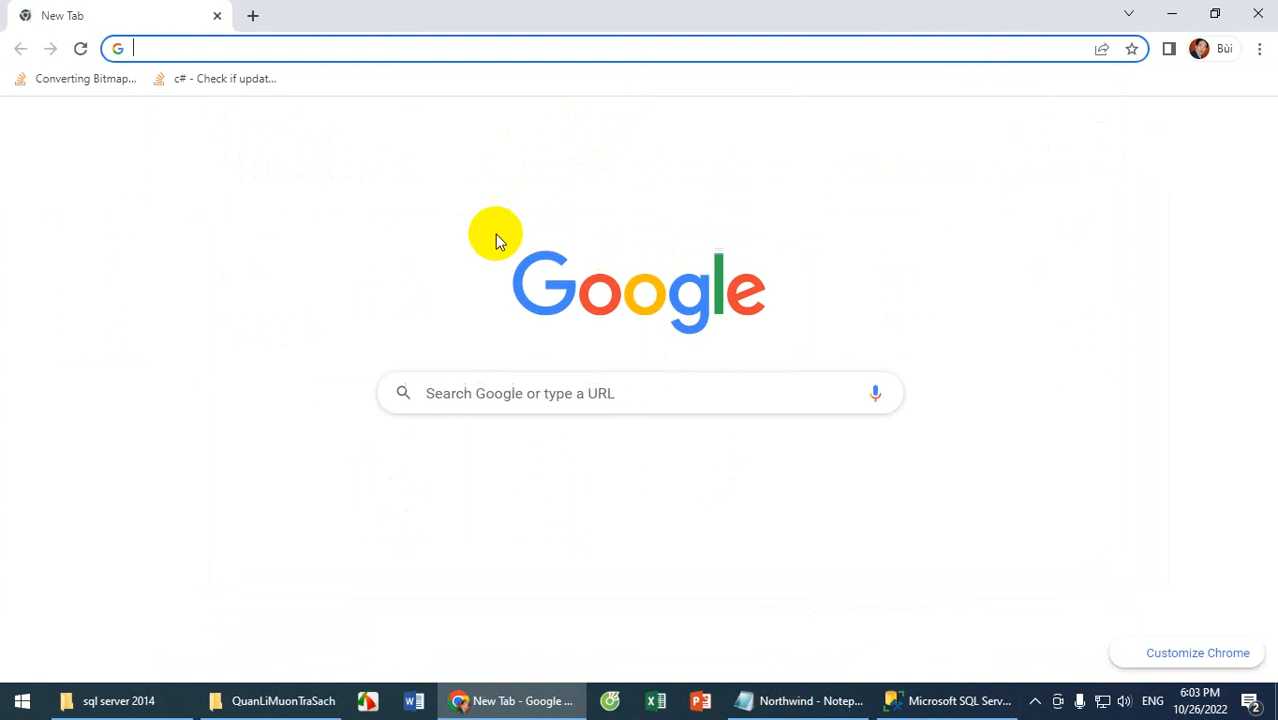 New Tab
Bùi
Converting Bitmap...
c# - Check if updat...
Google
Search Google or type a URL
Customize Chrome
sql server 2014
QuanLiMuonTraSach
New Tab - Google ...
Northwind - Notep...
Microsoft SQL Serv...
ENG
6:03 PM
10/26/2022
2